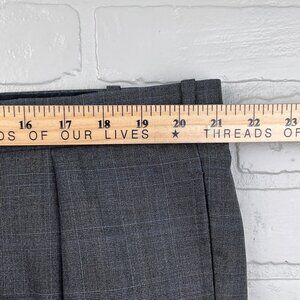 16 17 18 19 20 21 22 23
OF OUR LIVES ★ THREADS OF